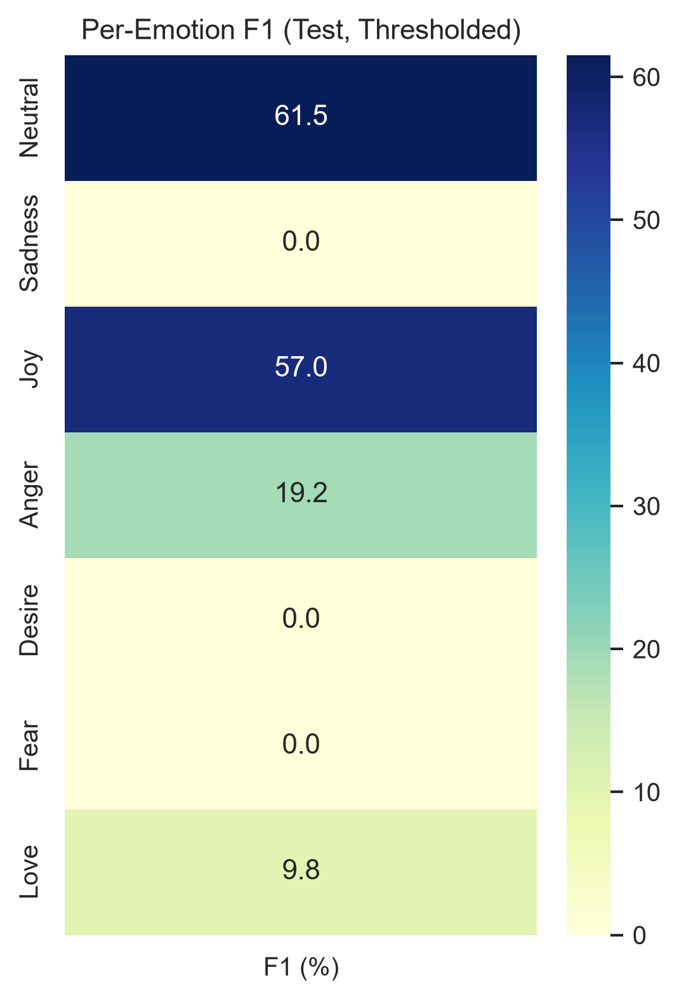 Per-Emotion F1 (Test, Thresholded)
Neutral
61.5
Sadness
0.0
Joy
57.0
Anger
19.2
Desire
0.0
Fear
0.0
Love
9.8
F1 (%)
60
50
40
30
20
10
0